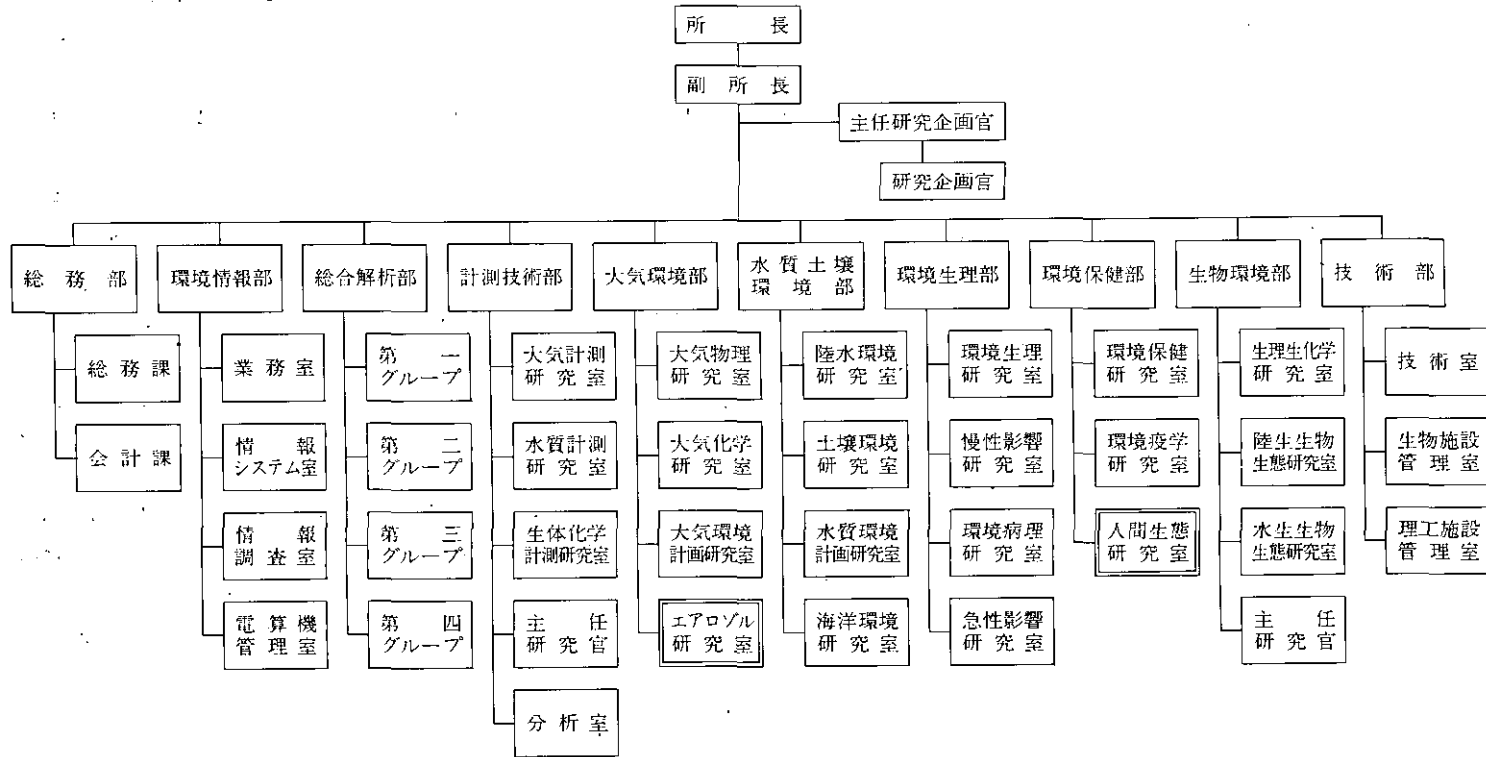 所長
副所長
主任研究企画官
研究企画官
総務部
総務課
会計課
環境情報部
業務室
情報
システム室
情報
調査室
電算機
管理室
総合解析部
第一
グループ
第二
グループ
第三
グループ
第四
グループ
計測技術部
大気計測
研究室
水質計測
研究室
生体化学
計測研究室
主任
研究官
分析室
大気環境部
大気物理
研究室
大気化学
研究室
大気環境
計画研究室
エアロゾル
研究室
水質土壌
環境部
陸水環境
研究室
土壌環境
研究室
水質環境
計画研究室
海洋環境
研究室
環境生理部
環境生理
研究室
慢性影響
研究室
環境病理
研究室
急性影響
研究室
環境保健部
環境保健
研究室
環境疫学
研究室
人間生態
研究室
生物環境部
生理生化学
研究室
陸生生物
生態研究室
水生生物
生態研究室
主任
研究官
技術部
技術室
生物施設
管理室
理工施設
管理室